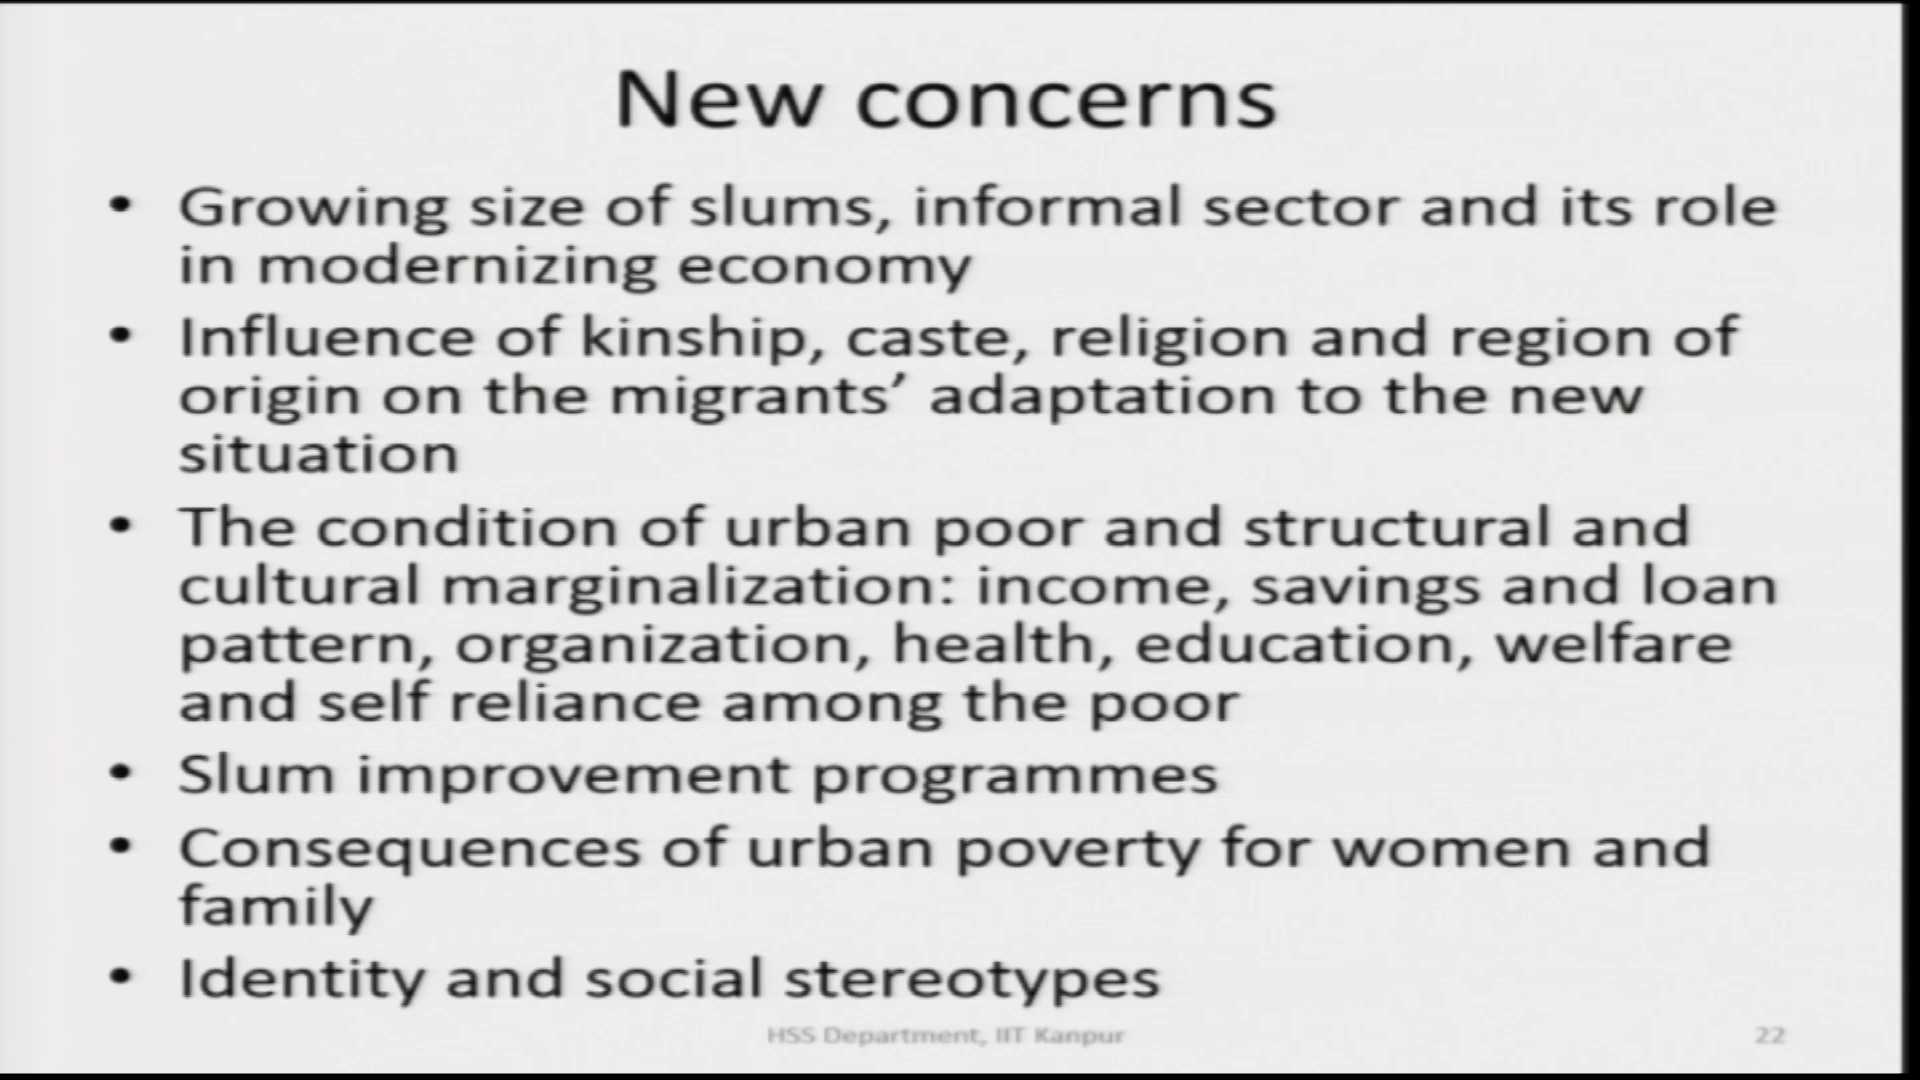 New concerns
• Growing size of slums, informal sector and its role
in modernizing economy
• Influence of kinship, caste, religion and region of
origin on the migrants’ adaptation to the new
situation
• The condition of urban poor and structural and
cultural marginalization: income, savings and loan
pattern, organization, health, education, welfare
and self reliance among the poor
• Slum improvement programmes
• Consequences of urban poverty for women and
family
• Identity and social stereotypes
HSS Department, IIT Kanpur
22